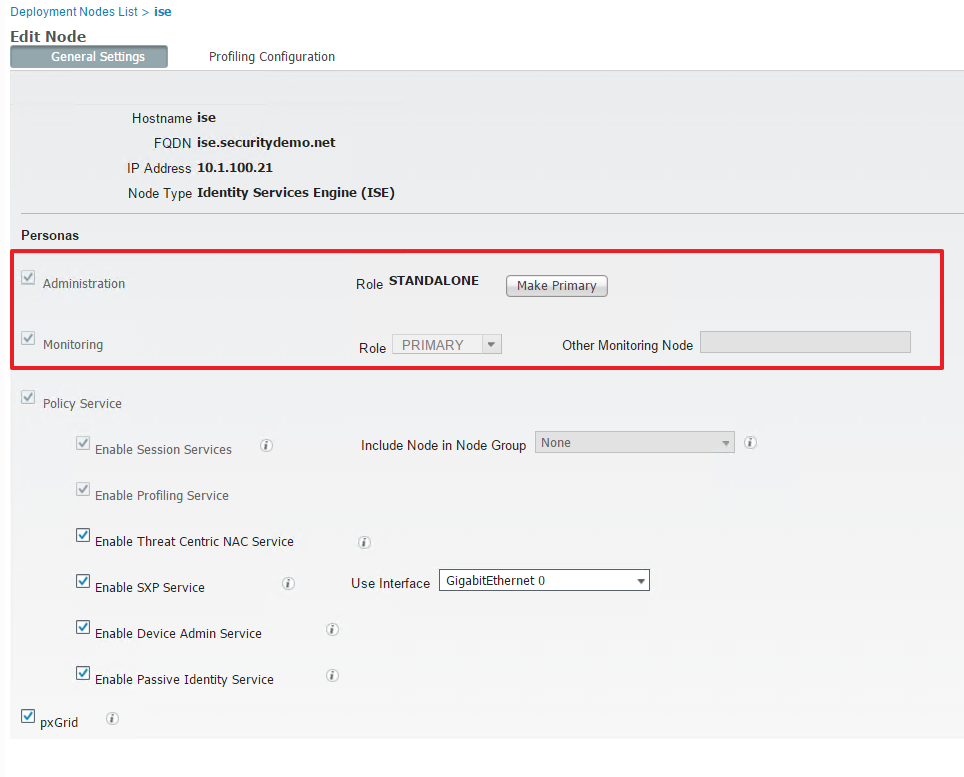 Deployment Nodes List > ise
Edit Node
General Settings Profiling Configuration
Hostname ise
FQDN ise.securitydemo.net
IP Address 10.1.100.21
Node Type Identity Services Engine (ISE)
Personas
Administration Role STANDALONE Make Primary
Monitoring Role PRIMARY Other Monitoring Node
Policy Service
Enable Session Services i Include Node in Node Group None i
Enable Profiling Service
Enable Threat Centric NAC Service i
Enable SXP Service i Use Interface GigabitEthernet 0
Enable Device Admin Service i
Enable Passive Identity Service i
pxGrid i